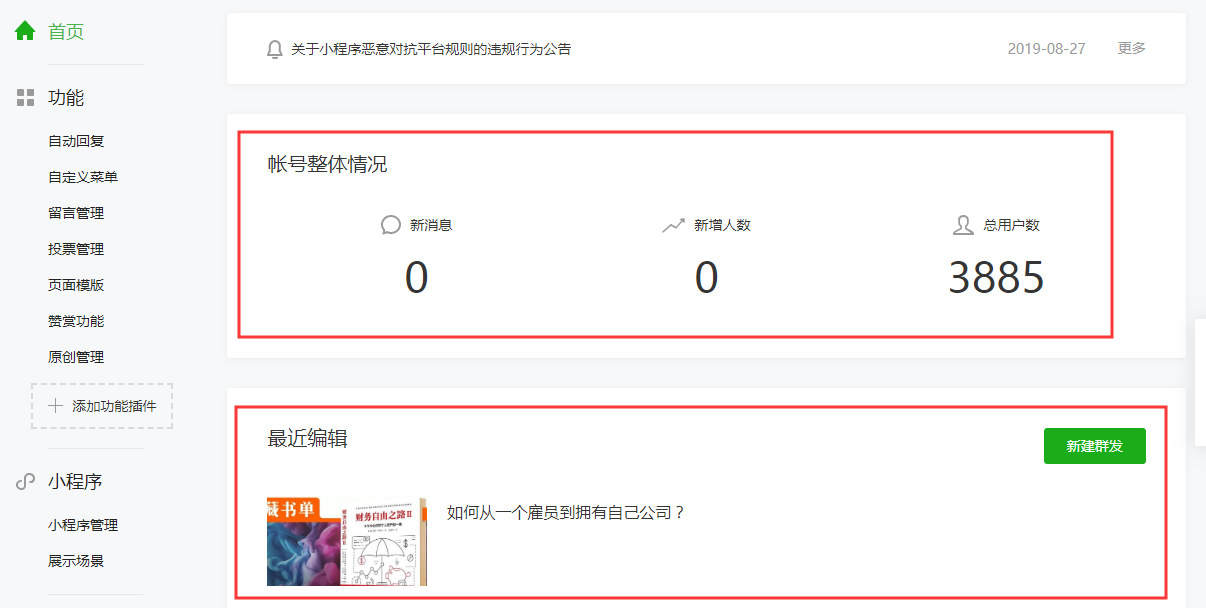 首页
功能
自动回复
自定义菜单
留言管理
投票管理
页面模版
赞赏功能
原创管理
添加功能插件
小程序
小程序管理
展示场景
关于小程序恶意对抗平台规则的违规行为公告 2019-08-27 更多
帐号整体情况
新消息 新增人数 总用户数
0 0 3885
最近编辑 新建群发
藏书单
财务自由之路II
如何从一个雇员到拥有自己公司？